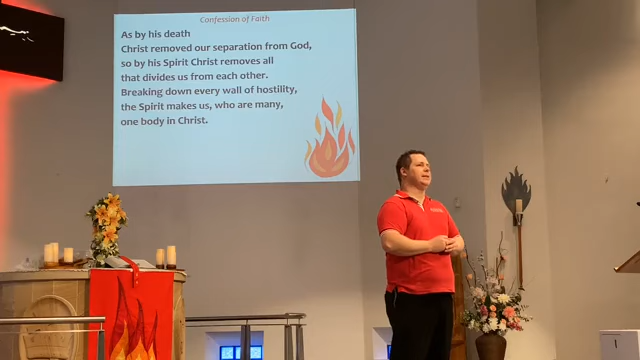 Confession of Faith
As by his death
Christ removed our separation from God,
so by his Spirit Christ removes all
that divides us from each other.
Breaking down every wall of hostility,
the Spirit makes us, who are many,
one body in Christ.